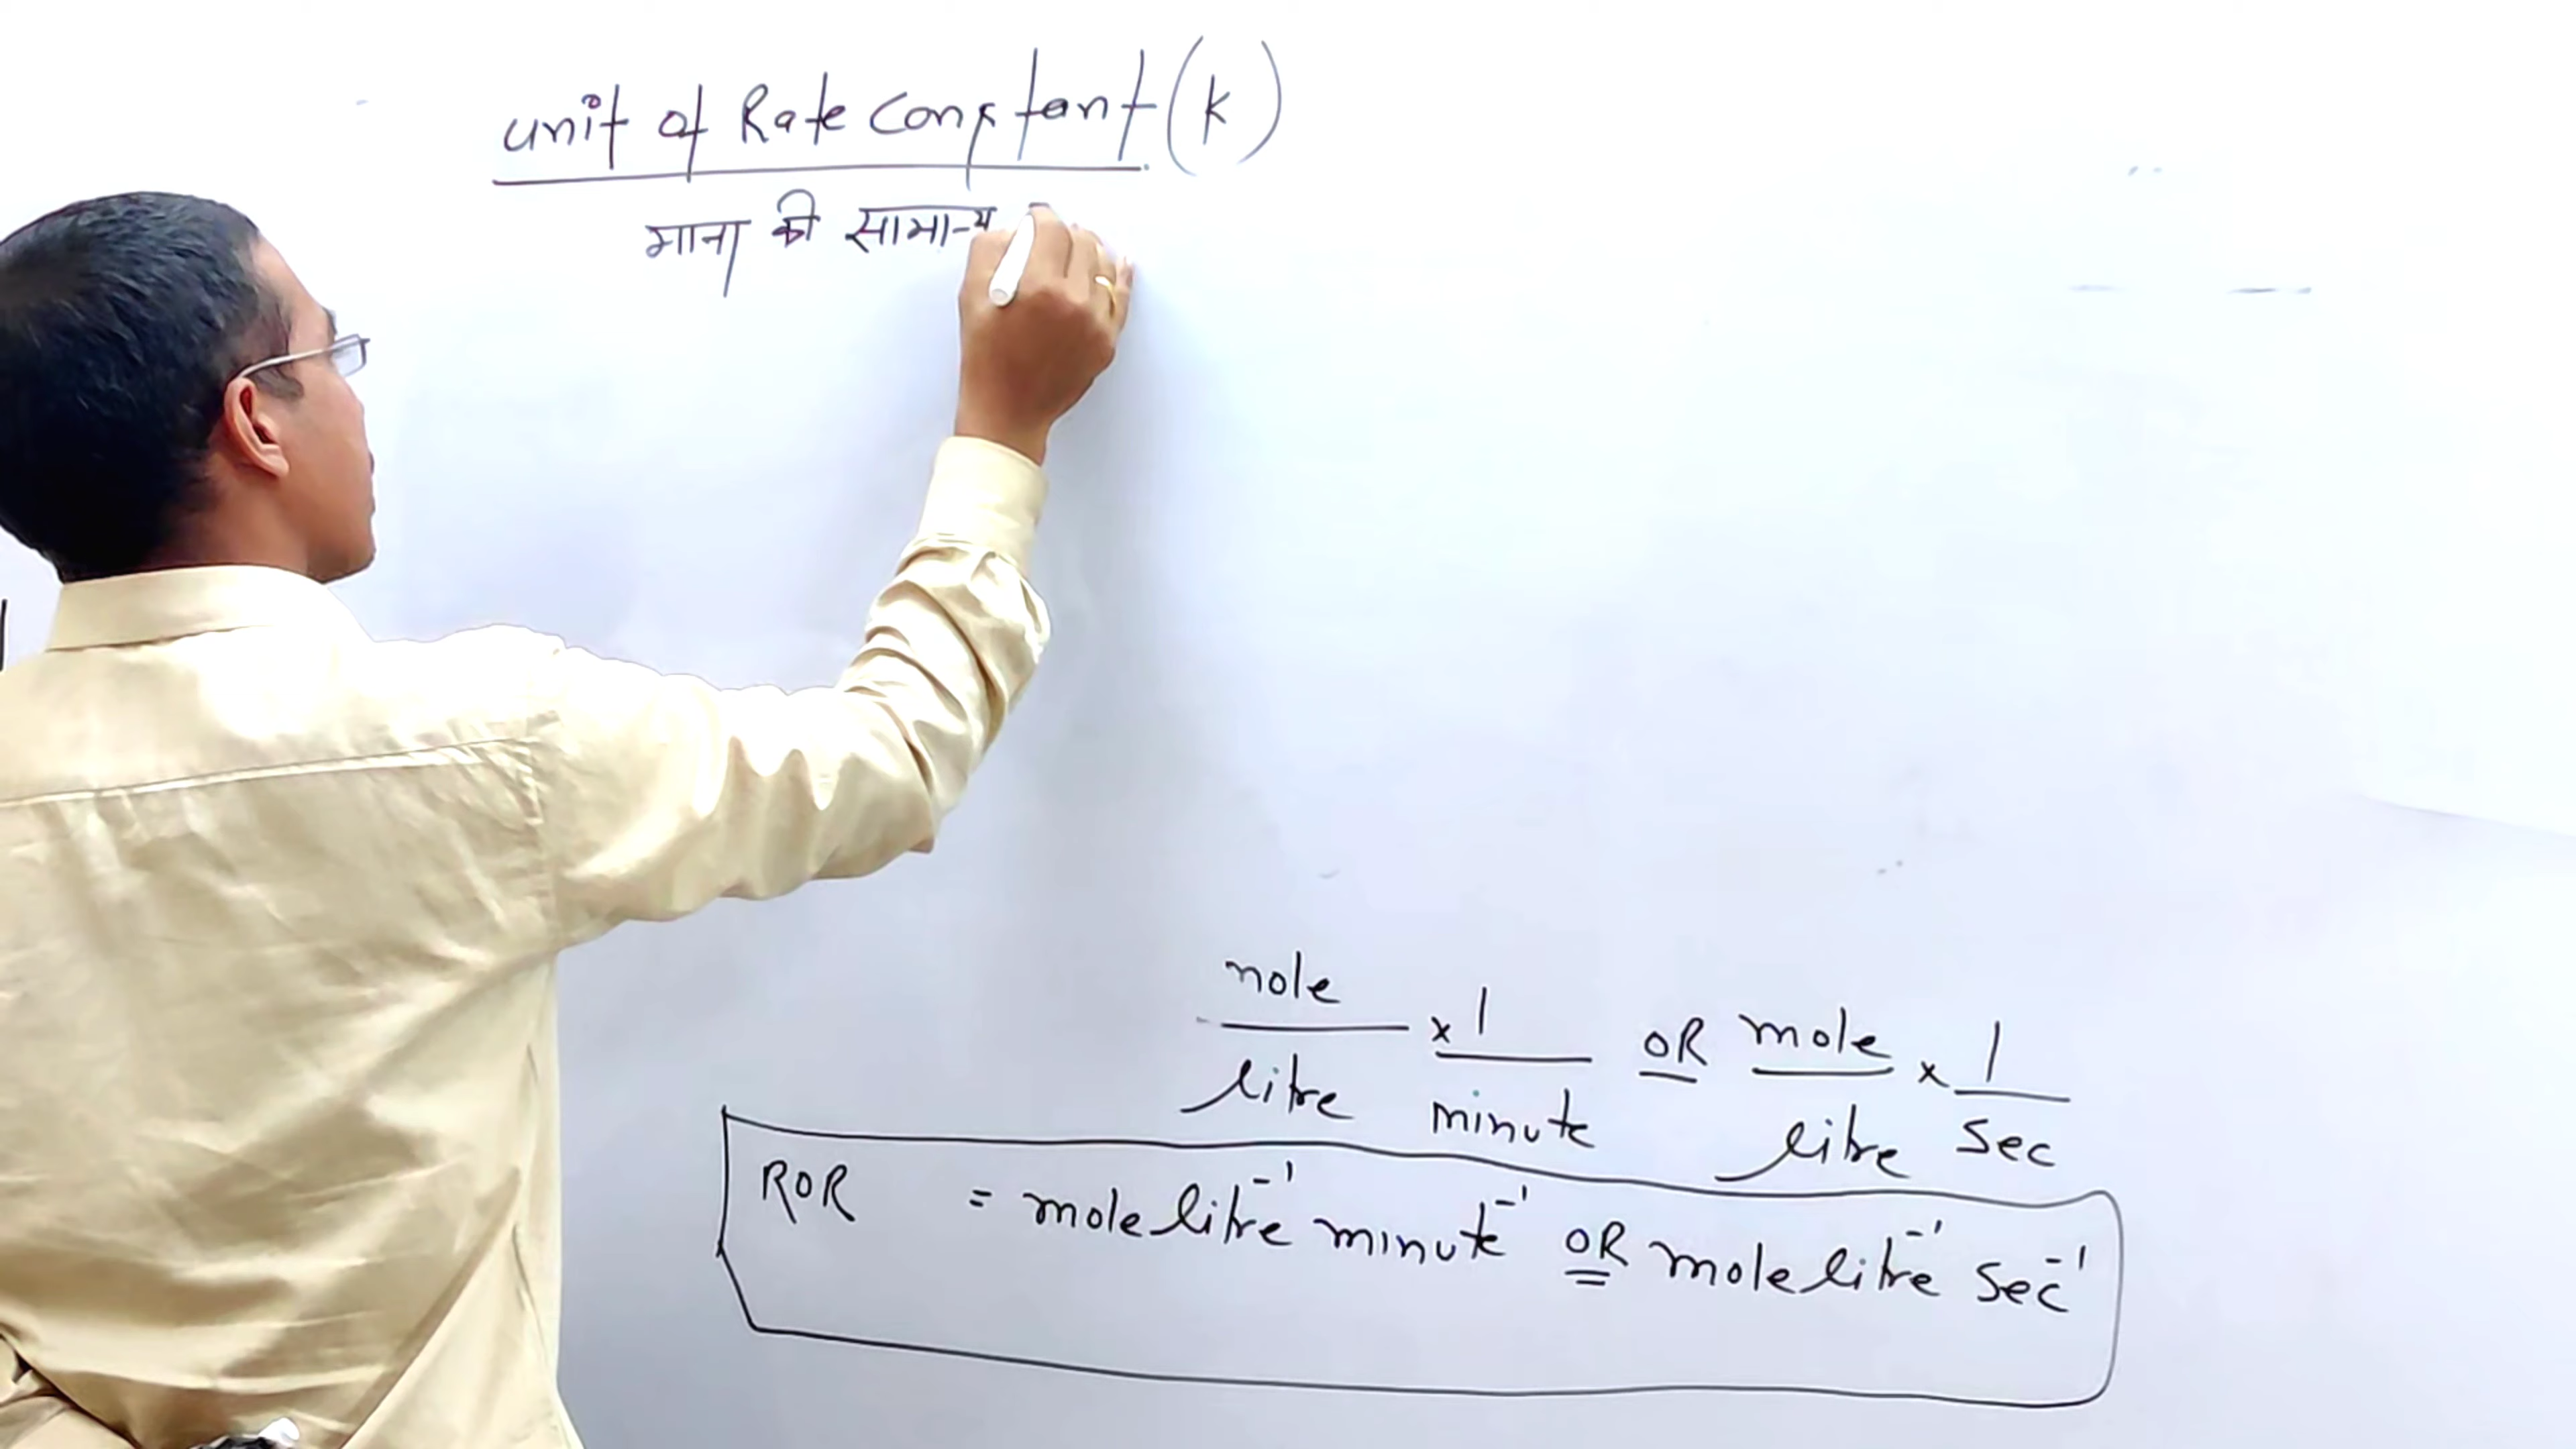 unit of Rate Constant (k)
माना की सामान्य
mole/litre × 1/minute OR mole/litre × 1/sec
ROR = mole litre⁻¹ minute⁻¹ OR mole litre⁻¹ sec⁻¹